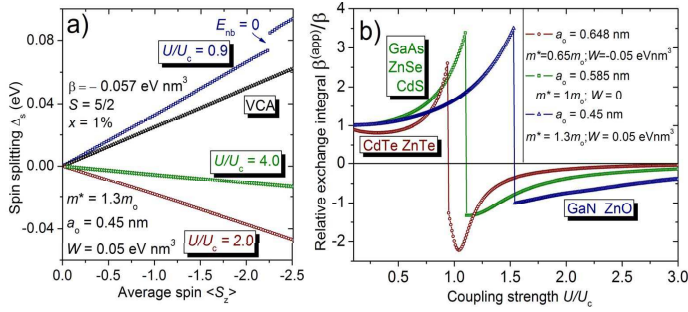 a)
E_nb = 0
U/U_c = 0.9
β = − 0.057 eV nm³
S = 5/2
x = 1%
VCA
U/U_c = 4.0
m* = 1.3m_o
a_o = 0.45 nm
W = 0.05 eV nm³
U/U_c = 2.0
Spin splitting Δ_s (eV)
0.08
0.04
0.00
-0.04
0.0 -0.5 -1.0 -1.5 -2.0 -2.5
Average spin <S_z>
b)
GaAs
ZnSe
CdS
CdTe ZnTe
GaN ZnO
a_o = 0.648 nm
m*=0.65m_o; W=-0.05 eVnm³
a_o = 0.585 nm
m* = 1m_o; W = 0
a_o = 0.45 nm
m* = 1.3m_o; W = 0.05 eVnm³
Relative exchange integral β^(app)/β
4
3
2
1
0
-1
-2
0.5 1.0 1.5 2.0 2.5 3.0
Coupling strength U/U_c